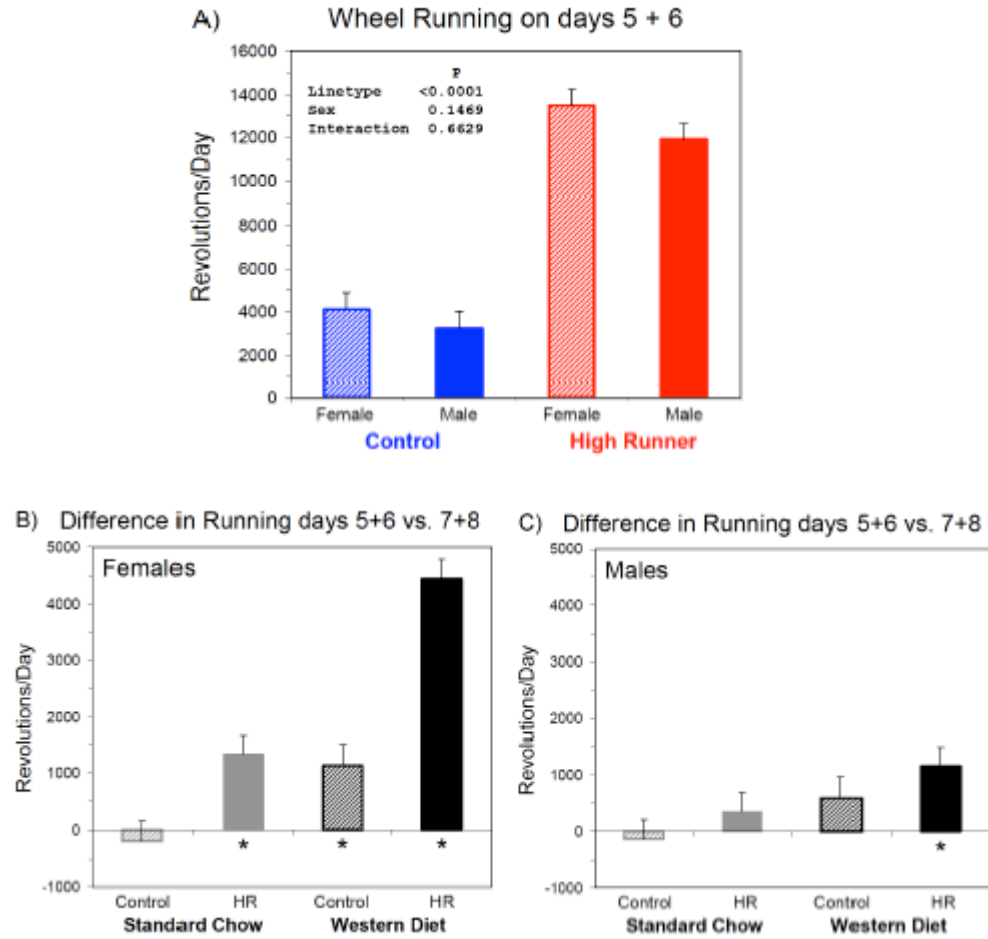 A) Wheel Running on days 5 + 6
16000
14000
12000
10000
8000
6000
4000
2000
0
Revolutions/Day
P
Linetype <0.0001
Sex 0.1469
Interaction 0.6629
Female Male Female Male
Control High Runner
B) Difference in Running days 5+6 vs. 7+8
5000
4000
3000
2000
1000
0
-1000
Revolutions/Day
Females
* * *
Control HR Control HR
Standard Chow Western Diet
C) Difference in Running days 5+6 vs. 7+8
5000
4000
3000
2000
1000
0
-1000
Revolutions/Day
Males
*
Control HR Control HR
Standard Chow Western Diet